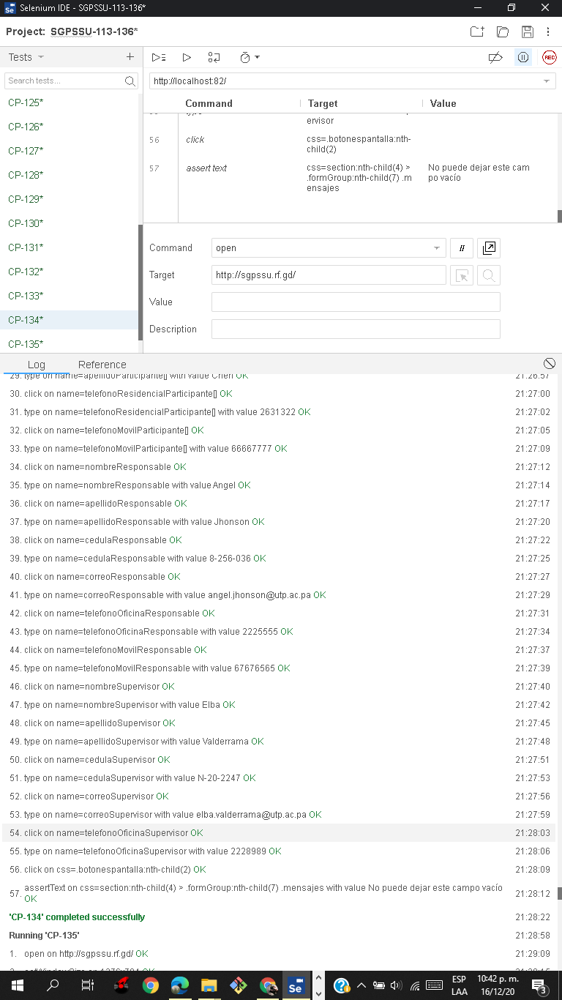 Selenium IDE - SGPSSU-113-136*
Project: SGPSSU-113-136*
Tests
Search tests...
CP-125*
CP-126*
CP-127*
CP-128*
CP-129*
CP-130*
CP-131*
CP-132*
CP-133*
CP-134*
CP-135*
REC
http://localhost:82/
Command Target Value
ervisor
56 click css=.botonespantalla:nth-
child(2)
57 assert text css=section:nth-child(4) > No puede dejar este cam
.formGroup:nth-child(7) .m po vacío
ensajes
Command open //
Target http://sgpssu.rf.gd/
Value
Description
Log Reference
29. type on name=apellidoParticipante[] with value Chen OK 21:26:57
30. click on name=telefonoResidencialParticipante[] OK 21:27:00
31. type on name=telefonoResidencialParticipante[] with value 2631322 OK 21:27:02
32. click on name=telefonoMovilParticipante[] OK 21:27:05
33. type on name=telefonoMovilParticipante[] with value 66667777 OK 21:27:09
34. click on name=nombreResponsable OK 21:27:12
35. type on name=nombreResponsable with value Angel OK 21:27:14
36. click on name=apellidoResponsable OK 21:27:17
37. type on name=apellidoResponsable with value Jhonson OK 21:27:20
38. click on name=cedulaResponsable OK 21:27:22
39. type on name=cedulaResponsable with value 8-256-036 OK 21:27:25
40. click on name=correoResponsable OK 21:27:27
41. type on name=correoResponsable with value angel.jhonson@utp.ac.pa OK 21:27:29
42. click on name=telefonoOficinaResponsable OK 21:27:31
43. type on name=telefonoOficinaResponsable with value 2225555 OK 21:27:34
44. click on name=telefonoMovilResponsable OK 21:27:37
45. type on name=telefonoMovilResponsable with value 67676565 OK 21:27:39
46. click on name=nombreSupervisor OK 21:27:40
47. type on name=nombreSupervisor with value Elba OK 21:27:42
48. click on name=apellidoSupervisor OK 21:27:45
49. type on name=apellidoSupervisor with value Valderrama OK 21:27:48
50. click on name=cedulaSupervisor OK 21:27:51
51. type on name=cedulaSupervisor with value N-20-2247 OK 21:27:53
52. click on name=correoSupervisor OK 21:27:56
53. type on name=correoSupervisor with value elba.valderrama@utp.ac.pa OK 21:27:59
54. click on name=telefonoOficinaSupervisor OK 21:28:03
55. type on name=telefonoOficinaSupervisor with value 2228989 OK 21:28:06
56. click on css=.botonespantalla:nth-child(2) OK 21:28:09
57. assertText on css=section:nth-child(4) > .formGroup:nth-child(7) .mensajes with value No puede dejar este campo vacío 21:28:12
OK
'CP-134' completed successfully 21:28:22
Running 'CP-135' 21:28:58
1. open on http://sgpssu.rf.gd/ OK 21:29:09
Se
ESP 10:42 p. m.
LAA 16/12/20 3